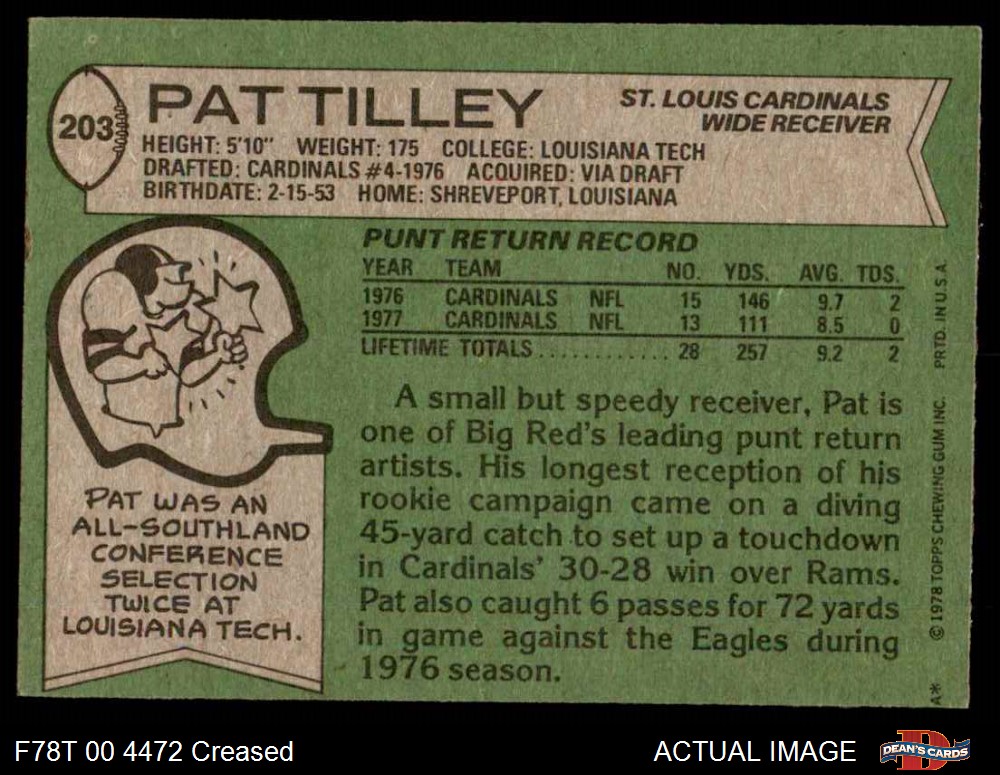 203
PAT TILLEY
ST. LOUIS CARDINALS
WIDE RECEIVER
HEIGHT: 5'10" WEIGHT: 175 COLLEGE: LOUISIANA TECH
DRAFTED: CARDINALS #4-1976 ACQUIRED: VIA DRAFT
BIRTHDATE: 2-15-53 HOME: SHREVEPORT, LOUISIANA
PUNT RETURN RECORD
YEAR TEAM NO. YDS. AVG. TDS.
1976 CARDINALS NFL 15 146 9.7 2
1977 CARDINALS NFL 13 111 8.5 0
LIFETIME TOTALS............ 28 257 9.2 2
A small but speedy receiver, Pat is
one of Big Red's leading punt return
artists. His longest reception of his
rookie campaign came on a diving
45-yard catch to set up a touchdown
in Cardinals' 30-28 win over Rams.
Pat also caught 6 passes for 72 yards
in game against the Eagles during
1976 season.
PAT WAS AN
ALL-SOUTHLAND
CONFERENCE
SELECTION
TWICE AT
LOUISIANA TECH.
A* © 1978 TOPPS CHEWING GUM INC. PRTD. IN U.S.A.
F78T 00 4472 Creased
ACTUAL IMAGE
D
DEAN'S CARDS